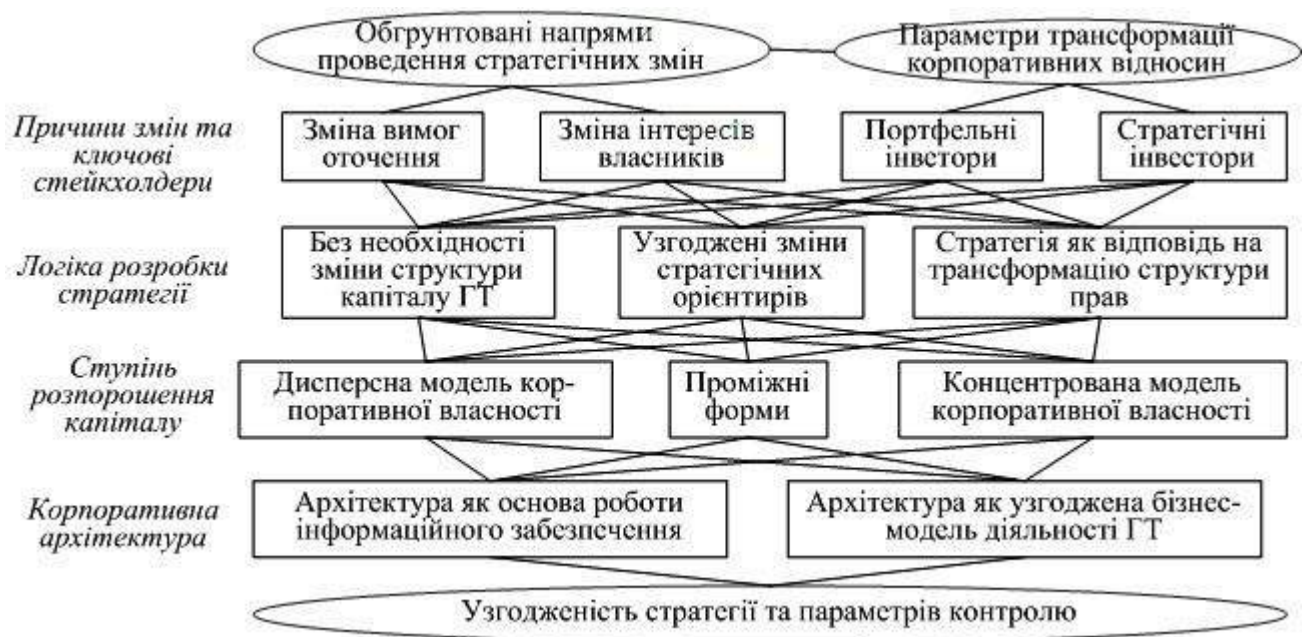 Обгрунтовані напрями
проведення стратегічних змін
Параметри трансформації
корпоративних відносин
Причини змін та
ключові
стейкхолдери
Зміна вимог
оточення
Зміна інтересів
власників
Портфельні
інвестори
Стратегічні
інвестори
Логіка розробки
стратегії
Без необхідності
зміни структури
капіталу ГТ
Узгоджені зміни
стратегічних
орієнтирів
Стратегія як відповідь на
трансформацію структури
прав
Ступінь
розпорошення
капіталу
Дисперсна модель кор-
поративної власності
Проміжні
форми
Концентрована модель
корпоративної власності
Корпоративна
архітектура
Архітектура як основа роботи
інформаційного забезпечення
Архітектура як узгоджена бізнес-
модель діяльності ГТ
Узгодженість стратегії та параметрів контролю